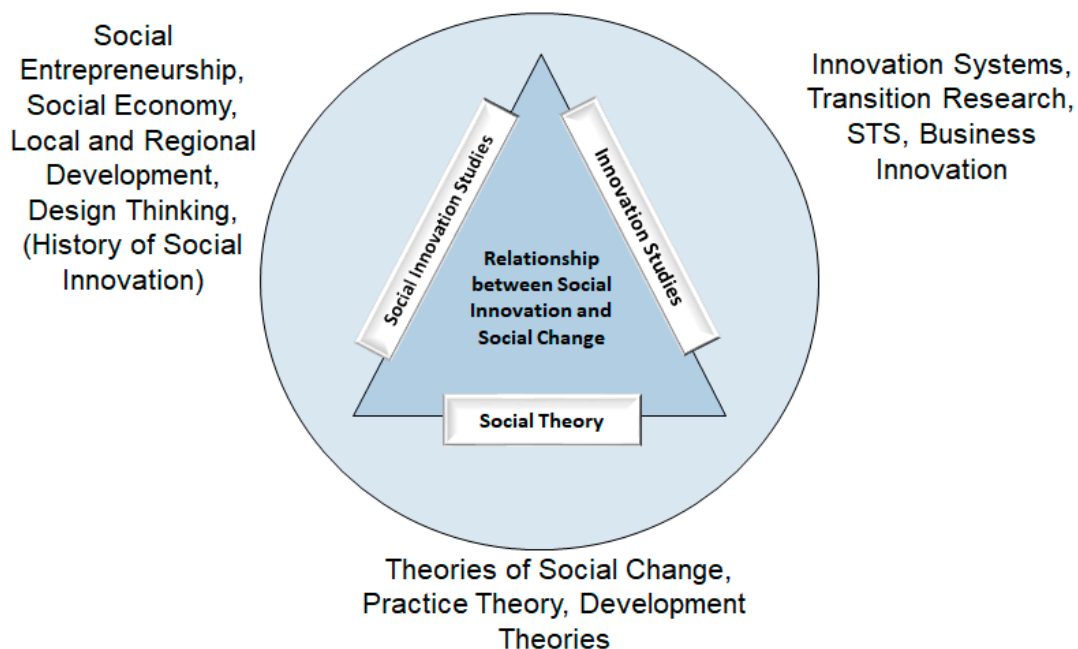 Social
Entrepreneurship,
Social Economy,
Local and Regional
Development,
Design Thinking,
(History of Social
Innovation)
Innovation Systems,
Transition Research,
STS, Business
Innovation
Social Innovation Studies
Innovation Studies
Relationship
between Social
Innovation and
Social Change
Social Theory
Theories of Social Change,
Practice Theory, Development
Theories